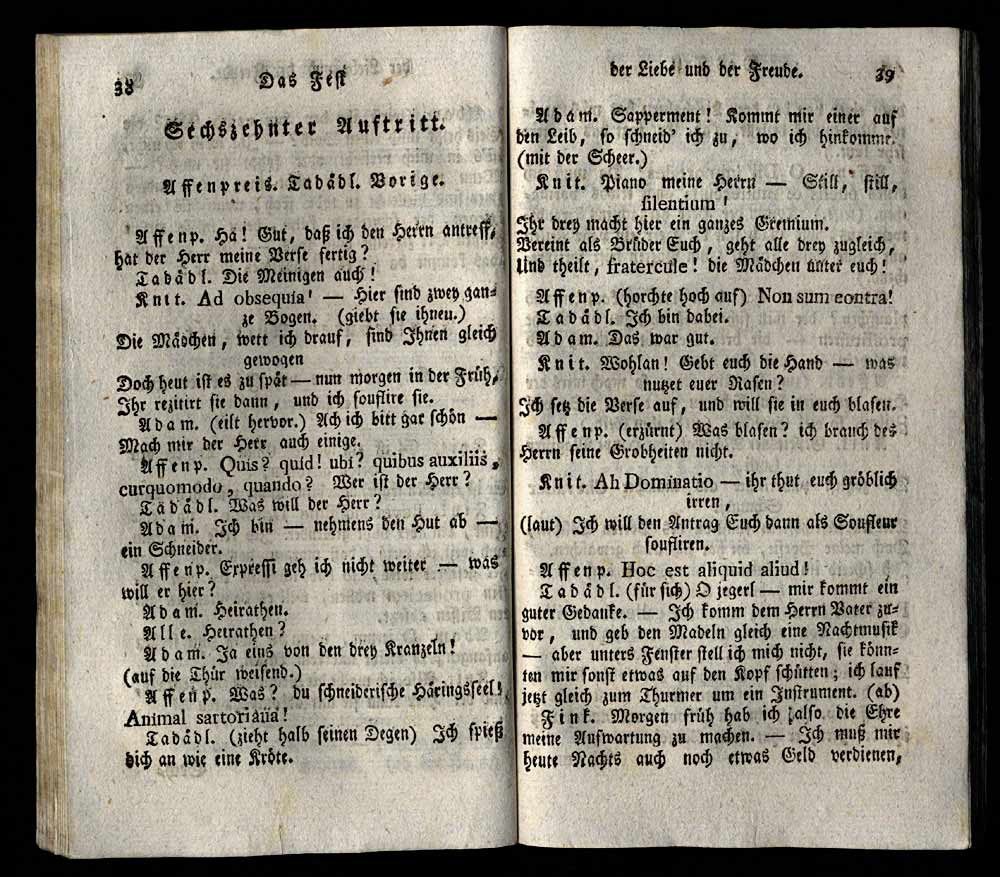 38 Das Fest
Sechszehnter Auftritt.
Affenpreis. Tadädl. Vorige.
Affenp. Ha! Gut, daß ich den Herrn antreff,
hat der Herr meine Verse fertig?
Tadädl. Die Meinigen auch!
Knit. Ad obsequia! — Hier sind zwey gan-
ze Bogen. (giebt sie ihneu.)
Die Mädchen, wett ich drauf, sind Ihnen gleich
gewogen
Doch heut ist es zu spät — nun morgen in der Früh,
Ihr rezitirt sie dann, und ich souflire sie.
Adam. (eilt hervor.) Ach ich bitt gar schön —
Mach mir der Herr auch einige.
Affenp. Quis? quid! ubi? quibus auxiliis,
curquomodo, quando? Wer ist der Herr?
Tadädl. Was will der Herr?
Adam. Ich bin — nehmens den Hut ab —
ein Schneider.
Affenp. Expressi geh ich nicht weiter — was
will er hier?
Adam. Heirathen.
Alle. Heirathen?
Adam. Ja eins von den drey Kranzeln!
(auf die Thür weisend.)
Affenp. Was? du schneiderische Häringsseel!
Animal sartoriana!
Tadädl. (zieht halb seinen Degen) Ich spieß
dich an wie eine Kröte.
der Liebe und der Freude. 39
Adam. Sapperment! Kommt mir einer auf
den Leib, so schneid' ich zu, wo ich hinkomme.
(mit der Scheer.)
Knit. Piano meine Herrn — Still, still,
silentium!
Ihr drey macht hier ein ganzes Gremium.
Vereint als Brüder Euch, geht alle drey zugleich,
Und theilt, fratercule! die Mädchen unter euch!
Affenp. (horchte hoch auf) Non sum contra!
Tadädl. Ich bin dabei.
Adam. Das war gut.
Knit. Wohlan! Gebt euch die Hand — was
nutzet euer Rasen?
Ich setz die Verse auf, und will sie in euch blasen.
Affenp. (erzürnt) Was blasen? ich brauch des
Herrn seine Grobheiten nicht.
Knit. Ah Dominatio — ihr thut euch gröblich
irren,
(laut) Ich will den Antrag Euch dann als Soufleur
soufliren.
Affenp. Hoc est aliquid aliud!
Tadädl. (für sich) O jegerl — mir kommt ein
guter Gedanke. — Ich komm dem Herrn Vater zu-
vor, und geb den Madeln gleich eine Nachtmusik
— aber unters Fenster stell ich mich nicht, sie könn-
ten mir sonst etwas auf den Kopf schütten; ich lauf
jetzt gleich zum Thurmer um ein Instrument. (ab)
Fink. Morgen früh hab ich also die Ehre
meine Aufwartung zu machen. — Ich muß mir
heute Nachts auch noch etwas Geld verdienen,